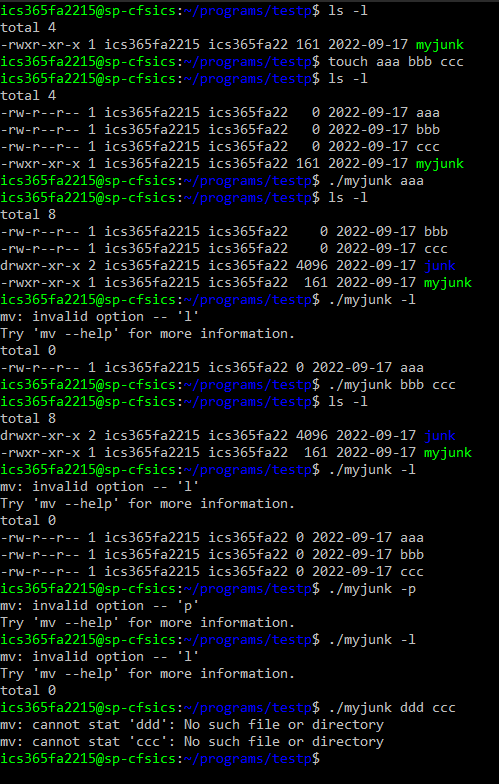 ics365fa2215@sp-cfsics:~/programs/testp$ ls -l
total 4
-rwxr-xr-x 1 ics365fa2215 ics365fa22 161 2022-09-17 myjunk
ics365fa2215@sp-cfsics:~/programs/testp$ touch aaa bbb ccc
ics365fa2215@sp-cfsics:~/programs/testp$ ls -l
total 4
-rw-r--r-- 1 ics365fa2215 ics365fa22   0 2022-09-17 aaa
-rw-r--r-- 1 ics365fa2215 ics365fa22   0 2022-09-17 bbb
-rw-r--r-- 1 ics365fa2215 ics365fa22   0 2022-09-17 ccc
-rwxr-xr-x 1 ics365fa2215 ics365fa22 161 2022-09-17 myjunk
ics365fa2215@sp-cfsics:~/programs/testp$ ./myjunk aaa
ics365fa2215@sp-cfsics:~/programs/testp$ ls -l
total 8
-rw-r--r-- 1 ics365fa2215 ics365fa22    0 2022-09-17 bbb
-rw-r--r-- 1 ics365fa2215 ics365fa22    0 2022-09-17 ccc
drwxr-xr-x 2 ics365fa2215 ics365fa22 4096 2022-09-17 junk
-rwxr-xr-x 1 ics365fa2215 ics365fa22  161 2022-09-17 myjunk
ics365fa2215@sp-cfsics:~/programs/testp$ ./myjunk -l
mv: invalid option -- 'l'
Try 'mv --help' for more information.
total 0
-rw-r--r-- 1 ics365fa2215 ics365fa22 0 2022-09-17 aaa
ics365fa2215@sp-cfsics:~/programs/testp$ ./myjunk bbb ccc
ics365fa2215@sp-cfsics:~/programs/testp$ ls -l
total 8
drwxr-xr-x 2 ics365fa2215 ics365fa22 4096 2022-09-17 junk
-rwxr-xr-x 1 ics365fa2215 ics365fa22  161 2022-09-17 myjunk
ics365fa2215@sp-cfsics:~/programs/testp$ ./myjunk -l
mv: invalid option -- 'l'
Try 'mv --help' for more information.
total 0
-rw-r--r-- 1 ics365fa2215 ics365fa22 0 2022-09-17 aaa
-rw-r--r-- 1 ics365fa2215 ics365fa22 0 2022-09-17 bbb
-rw-r--r-- 1 ics365fa2215 ics365fa22 0 2022-09-17 ccc
ics365fa2215@sp-cfsics:~/programs/testp$ ./myjunk -p
mv: invalid option -- 'p'
Try 'mv --help' for more information.
ics365fa2215@sp-cfsics:~/programs/testp$ ./myjunk -l
mv: invalid option -- 'l'
Try 'mv --help' for more information.
total 0
ics365fa2215@sp-cfsics:~/programs/testp$ ./myjunk ddd ccc
mv: cannot stat 'ddd': No such file or directory
mv: cannot stat 'ccc': No such file or directory
ics365fa2215@sp-cfsics:~/programs/testp$